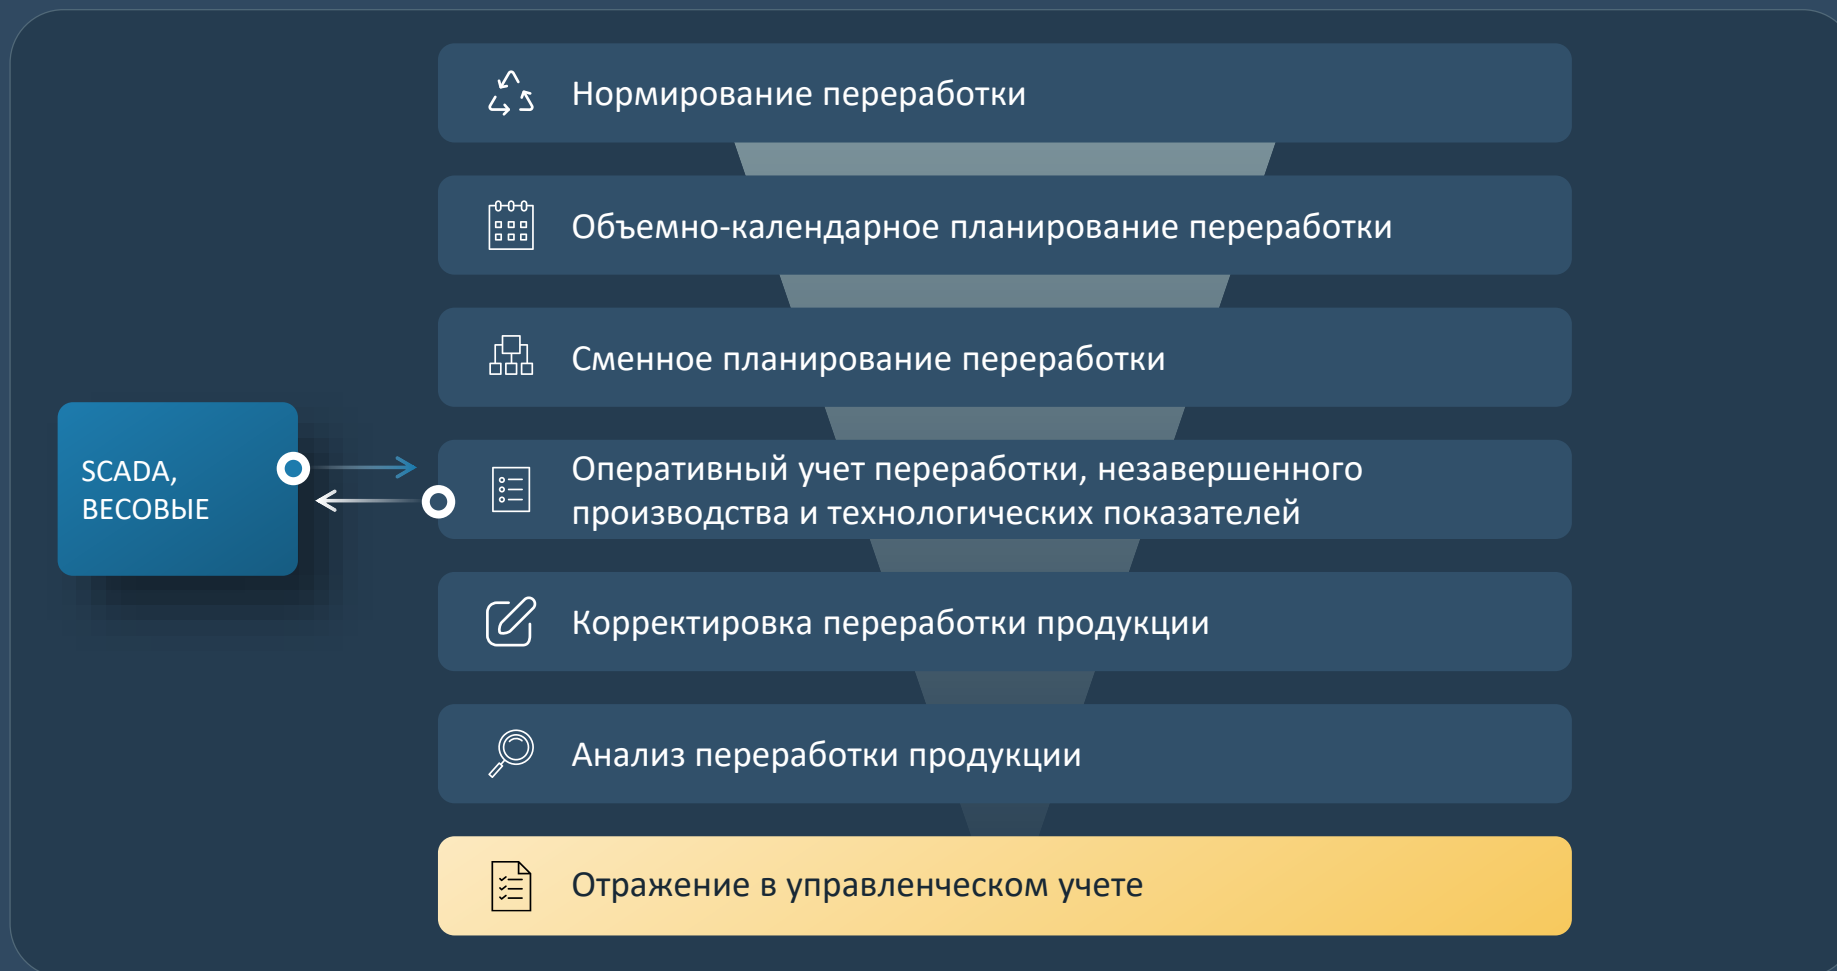 Нормирование переработки
Объемно-календарное планирование переработки
Сменное планирование переработки
SCADA,
ВЕСОВЫЕ
Оперативный учет переработки, незавершенного
производства и технологических показателей
Корректировка переработки продукции
Анализ переработки продукции
Отражение в управленческом учете